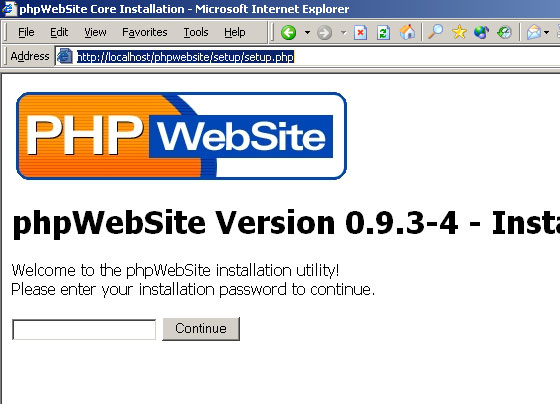 phpWebSite Core Installation - Microsoft Internet Explorer
File Edit View Favorites Tools Help
Address http://localhost/phpwebsite/setup/setup.php
PHP WebSite
phpWebSite Version 0.9.3-4 - Insta
Welcome to the phpWebSite installation utility!
Please enter your installation password to continue.
Continue